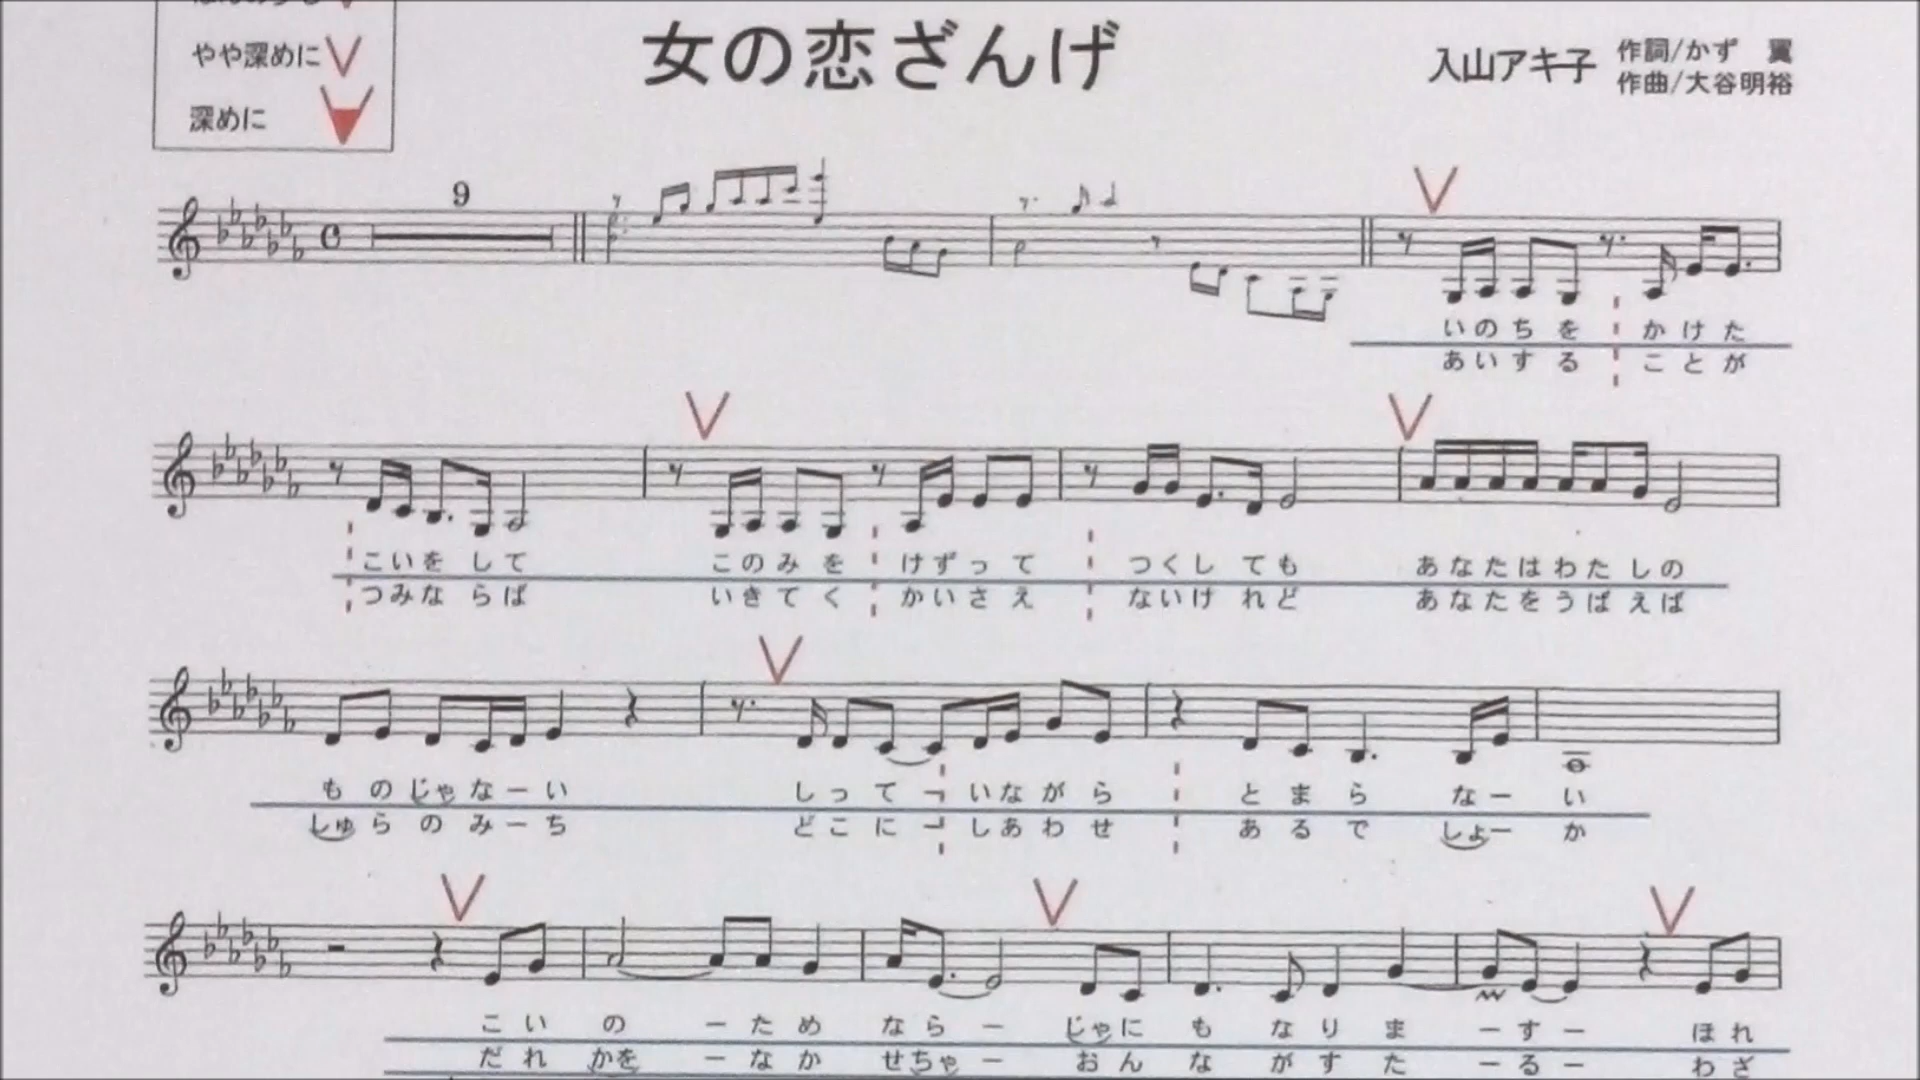 やや深めに
深めに
女の恋ざんげ
入山アキ子
作詞/かず 翼
作曲/大谷明裕
9
いのちを かけた
あいする ことが
こいを して このみを けずって つくし ても あなたはわたしの
つみな らば いきてく かいさえ ないけ れど あなたをうばえば
ものじゃなーい しってーいながら とまら なー い
しゅらのみーち どこにーしあわせ あるで しょー か
こいの ーため ならー じゃに も なりま ーすー ほれ
だれ かを ーなか せちゃー おん な がすた ーるー わざ